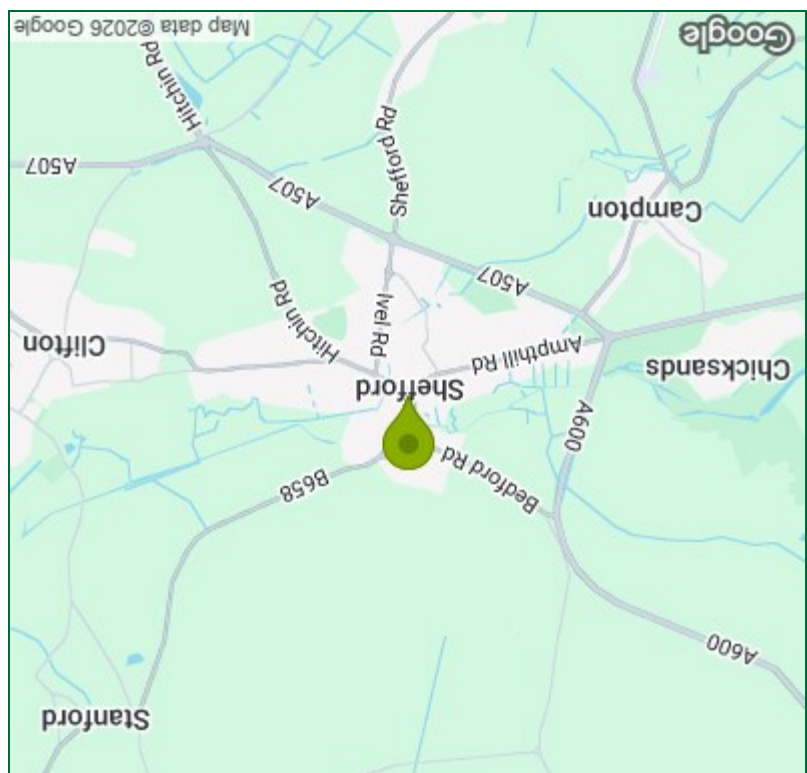 Stanford
A600
B658
Bedford Rd
A600
Shefford
Chicksands
Ampthill Rd
Clifton
Hitchin Rd
Ivel Rd
A507
Campton
A507
A507
Shefford Rd
Hitchin Rd
Google
Map data ©2026 Google